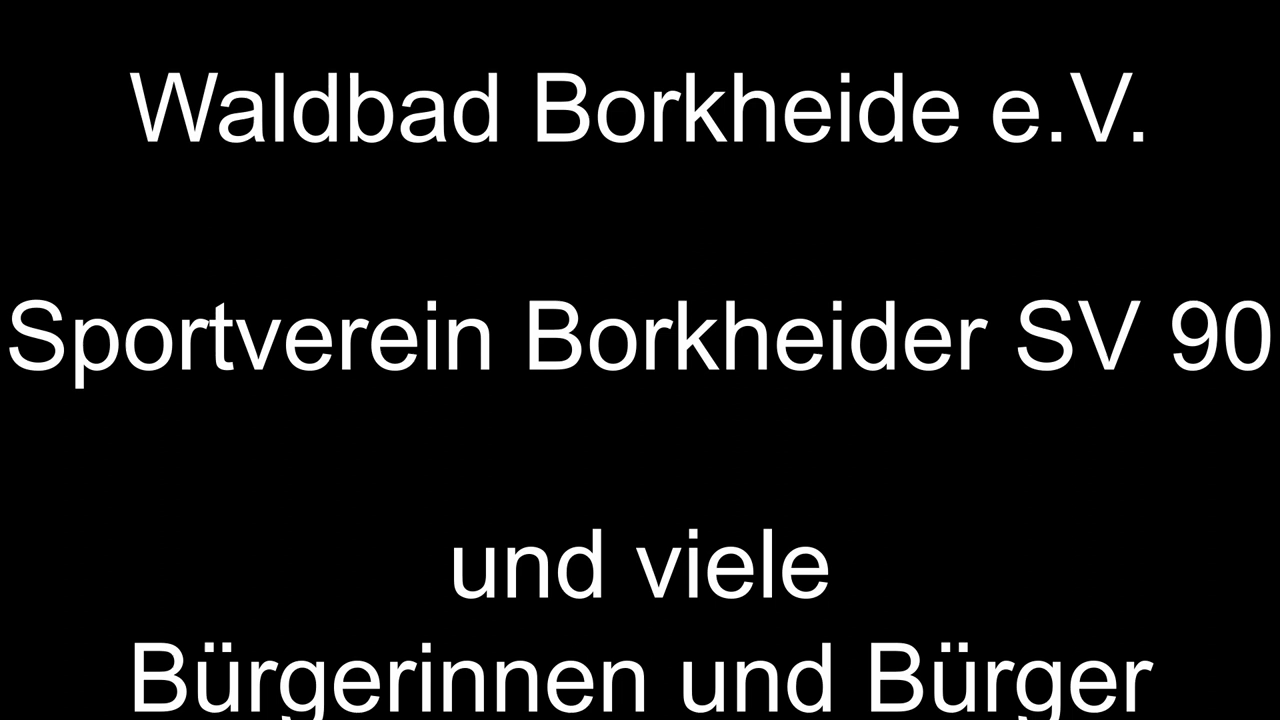 Waldbad Borkheide e.V.
Sportverein Borkheider SV 90
und viele
Bürgerinnen und Bürger